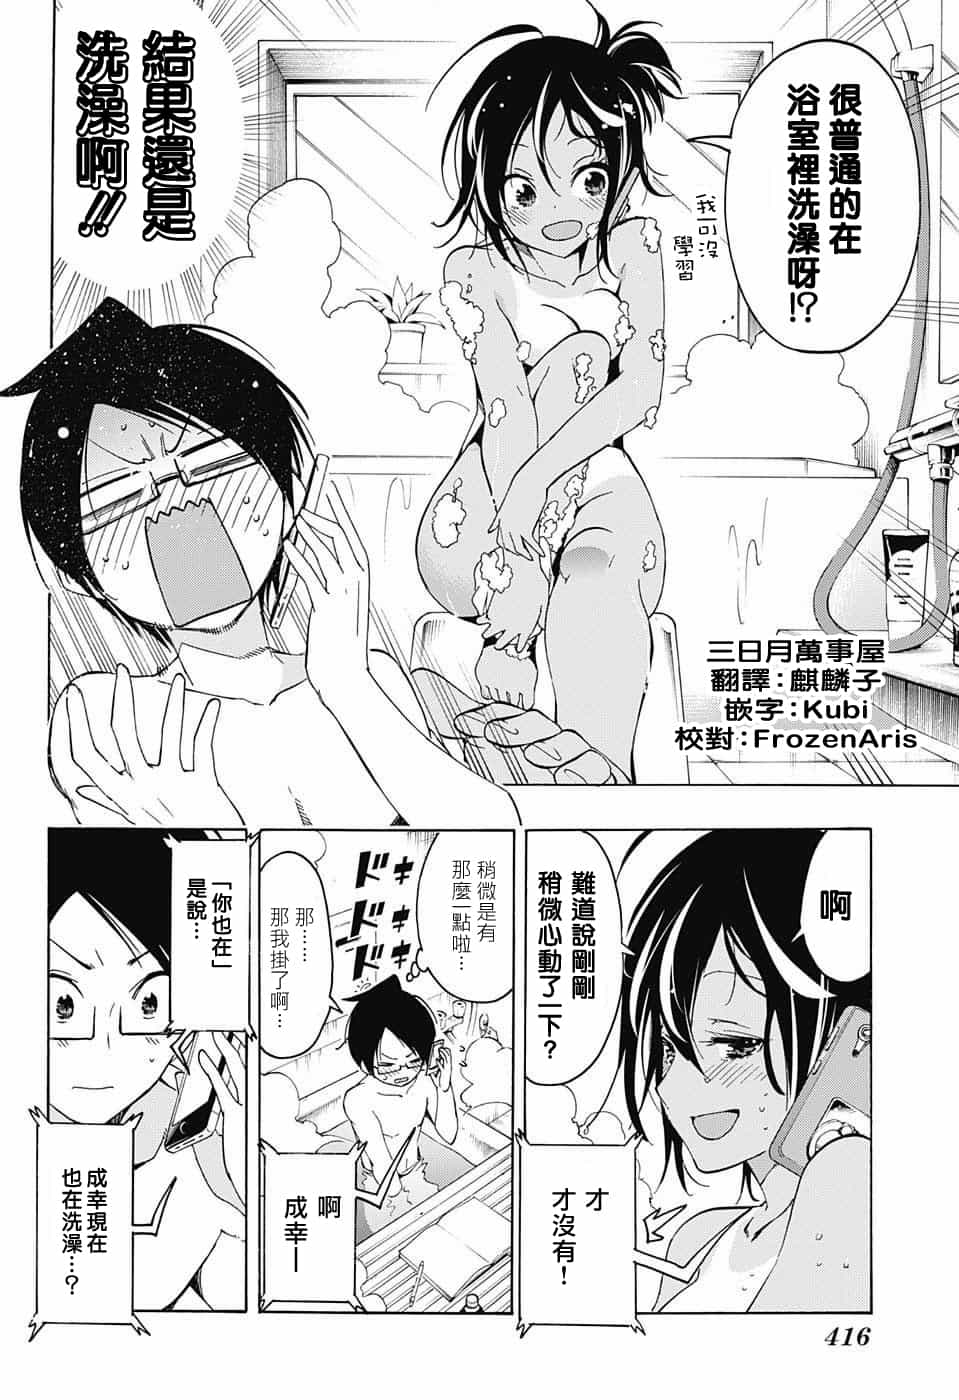 很普通的在
浴室裡洗澡呀!?
我可沒
學習
結果還是
洗澡啊!!
三日月萬事屋
翻譯:麒麟子
嵌字:Kubi
校對:FrozenAris
啊
難道說剛剛
稍微心動了一下?
才
才沒有!
稍微是有
那麼一點啦…
ドキ
ドキ
ドキ
那……
那我掛了啊…
啊
成幸—
「你也在」
是說…
成幸現在
也在洗澡…?
416